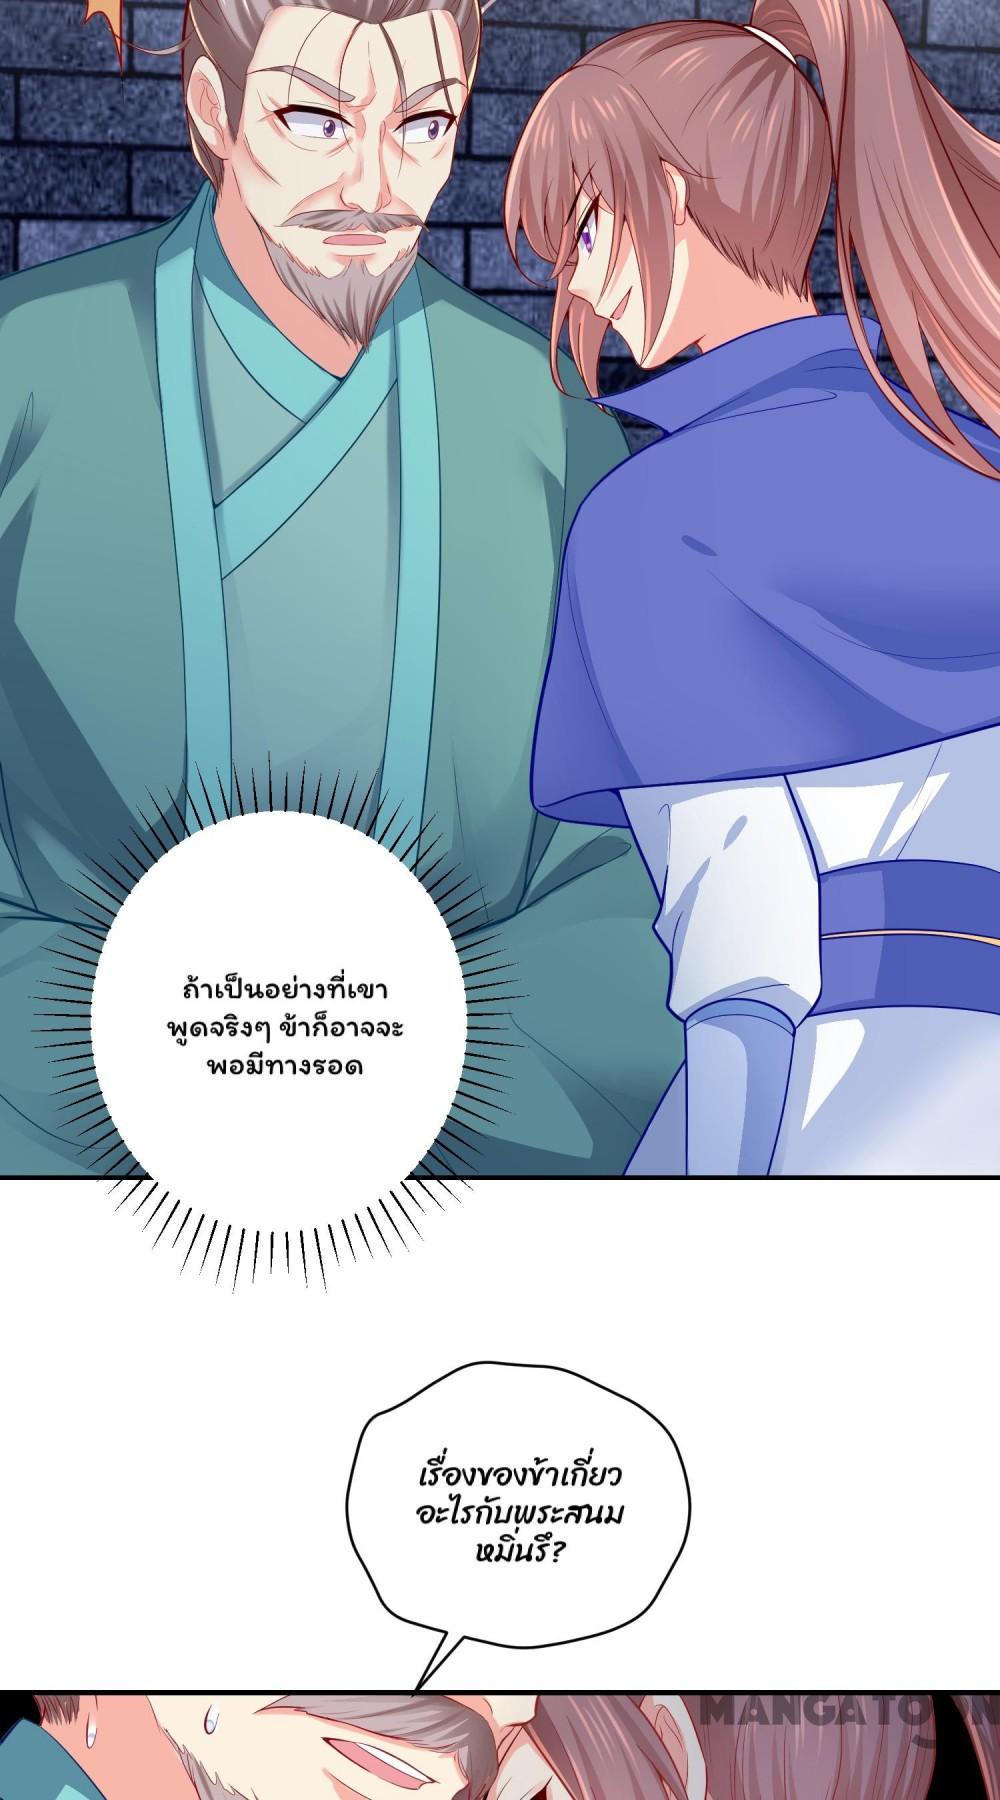 ถ้าเป็นอย่างที่เขา
พูดจริงๆ ข้าก็อาจจะ
พอมีทางรอด
เรื่องของข้าเกี่ยว
อะไรกับพระสนม
หมิ่นรึ?
MANGATOON